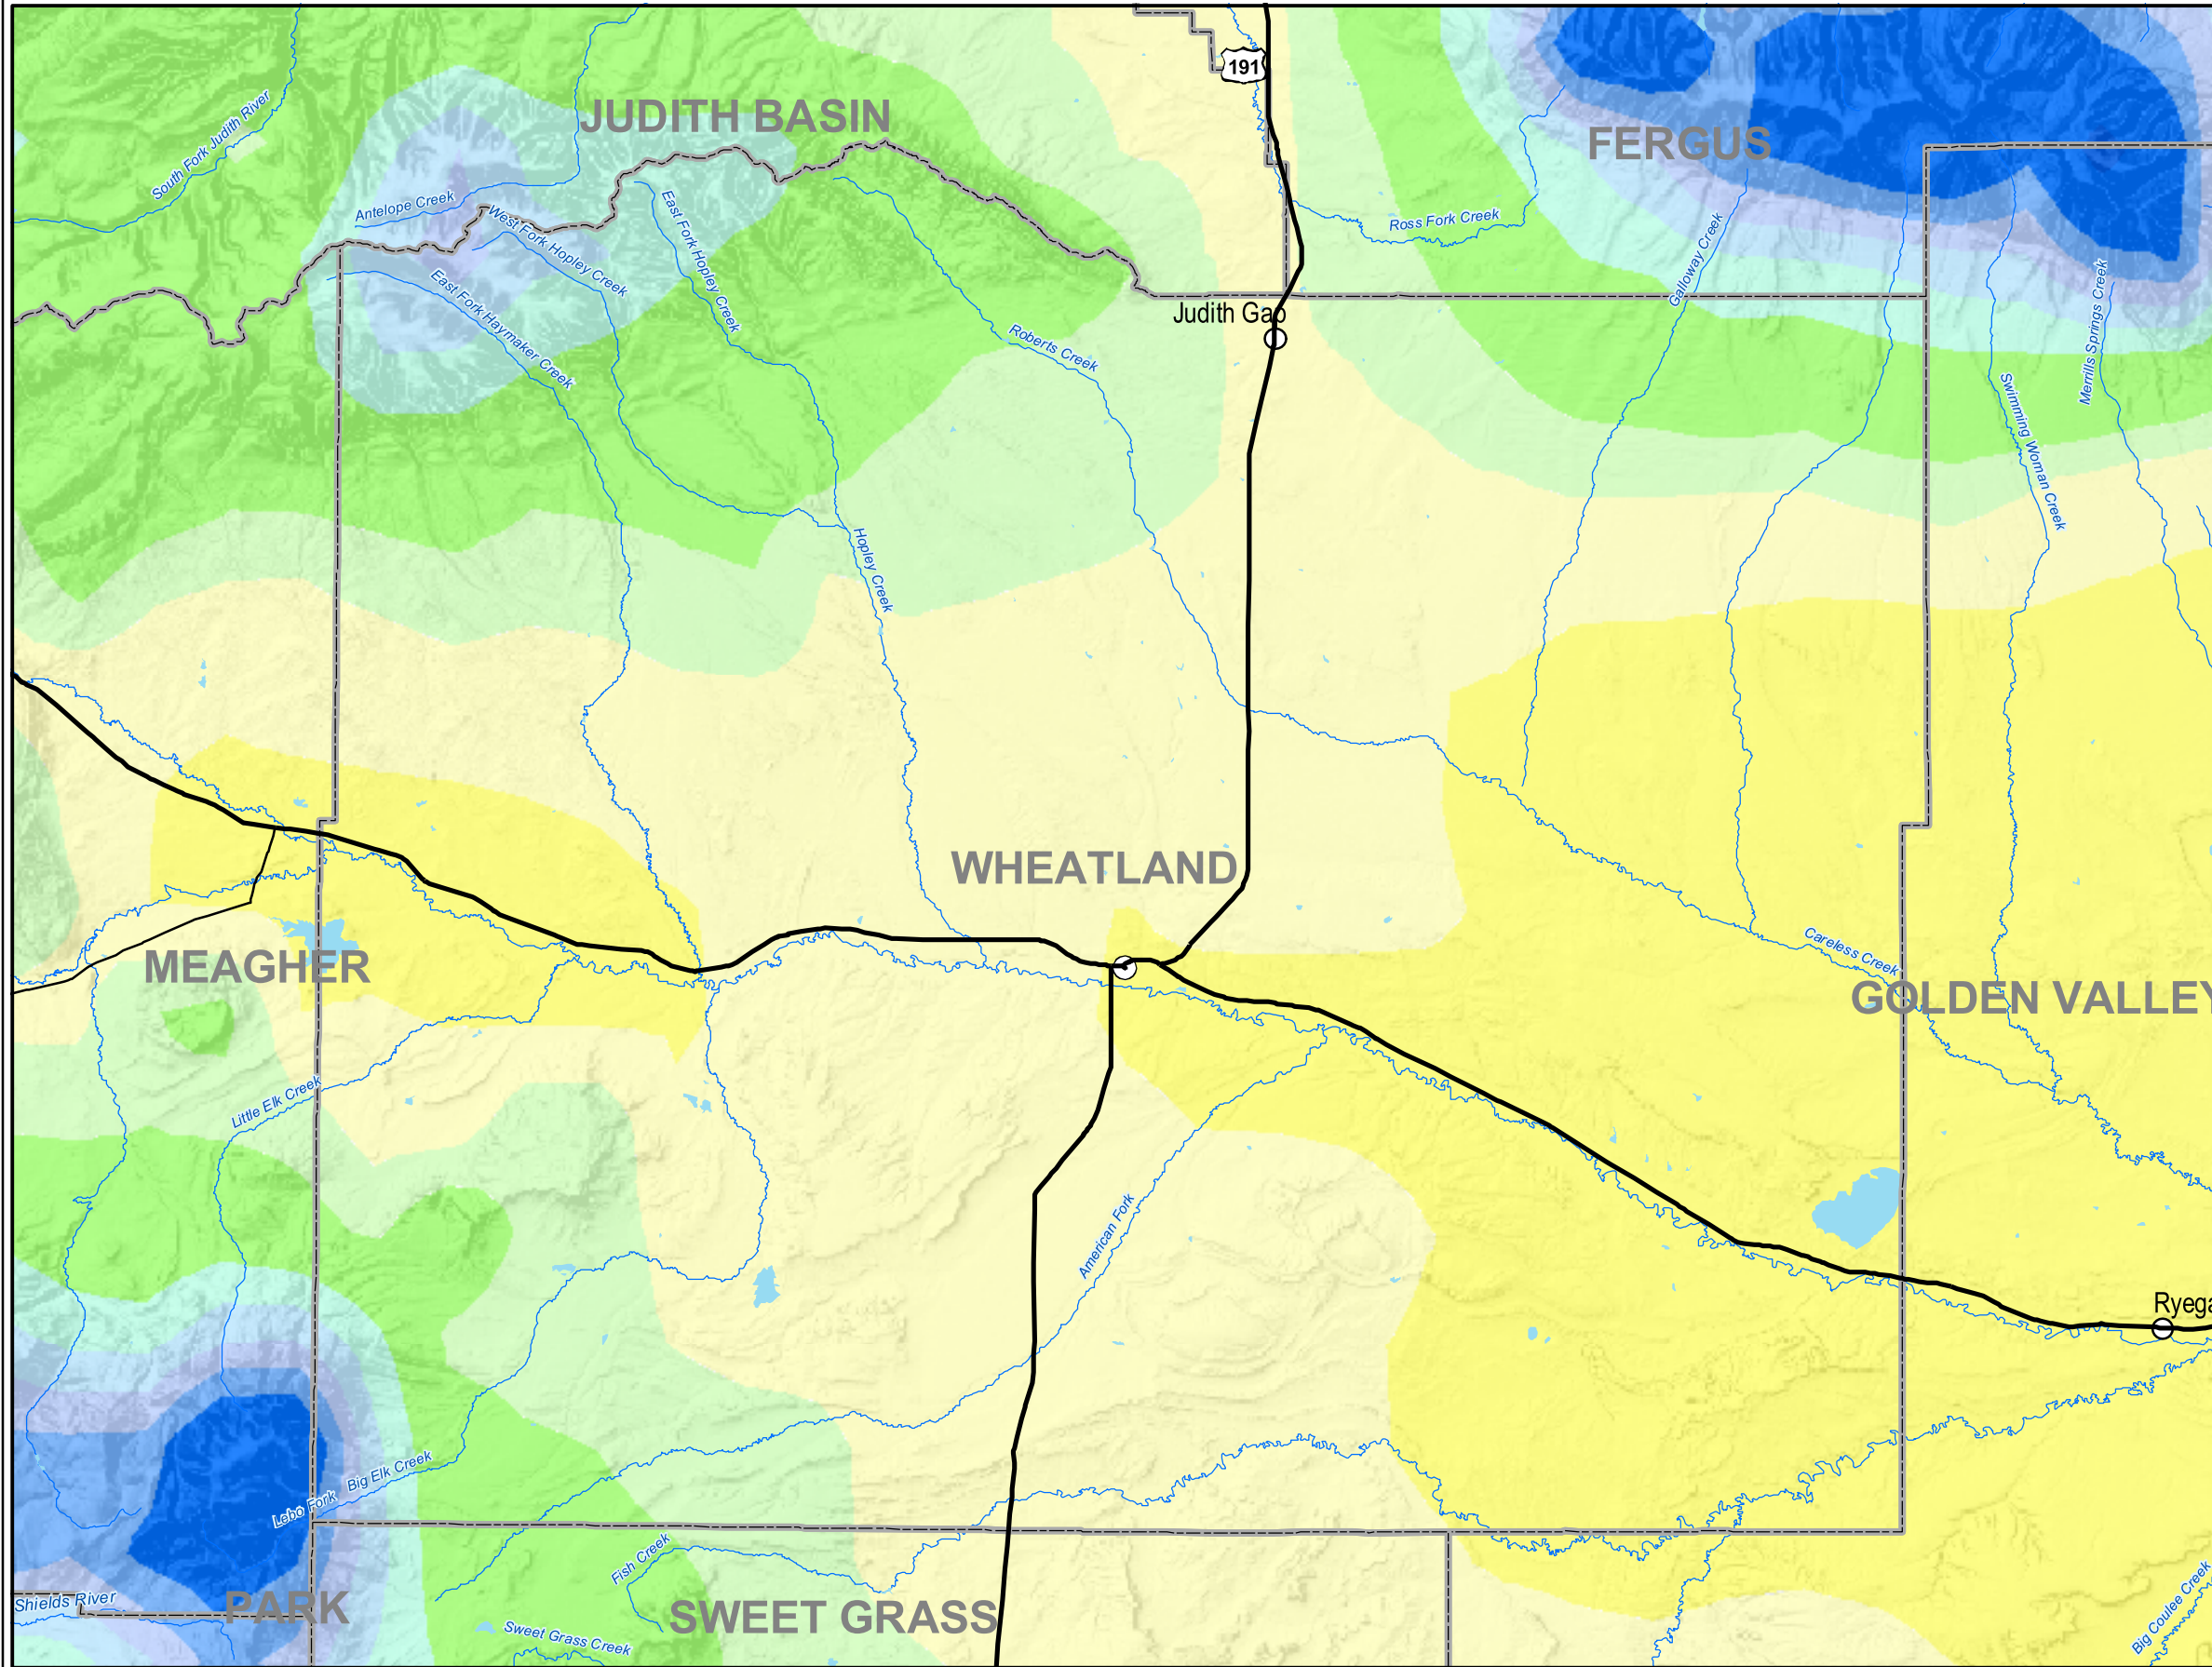 191
JUDITH BASIN
FERGUS
South Fork Judith River
Antelope Creek
West Fork Hopley Creek
East Fork Hopley Creek
Ross Fork Creek
Galloway Creek
East Fork Haymaker Creek
Judith Gap
Roberts Creek
Merrills Springs Creek
Swimming Woman Creek
Hopley Creek
WHEATLAND
MEAGHER
Careless Creek
GOLDEN VALLEY
Little Elk Creek
American Fork
Ryega
Big Elk Creek
Lebo Fork
Fish Creek
Shields River
PARK
SWEET GRASS
Sweet Grass Creek
Big Coulee Creek